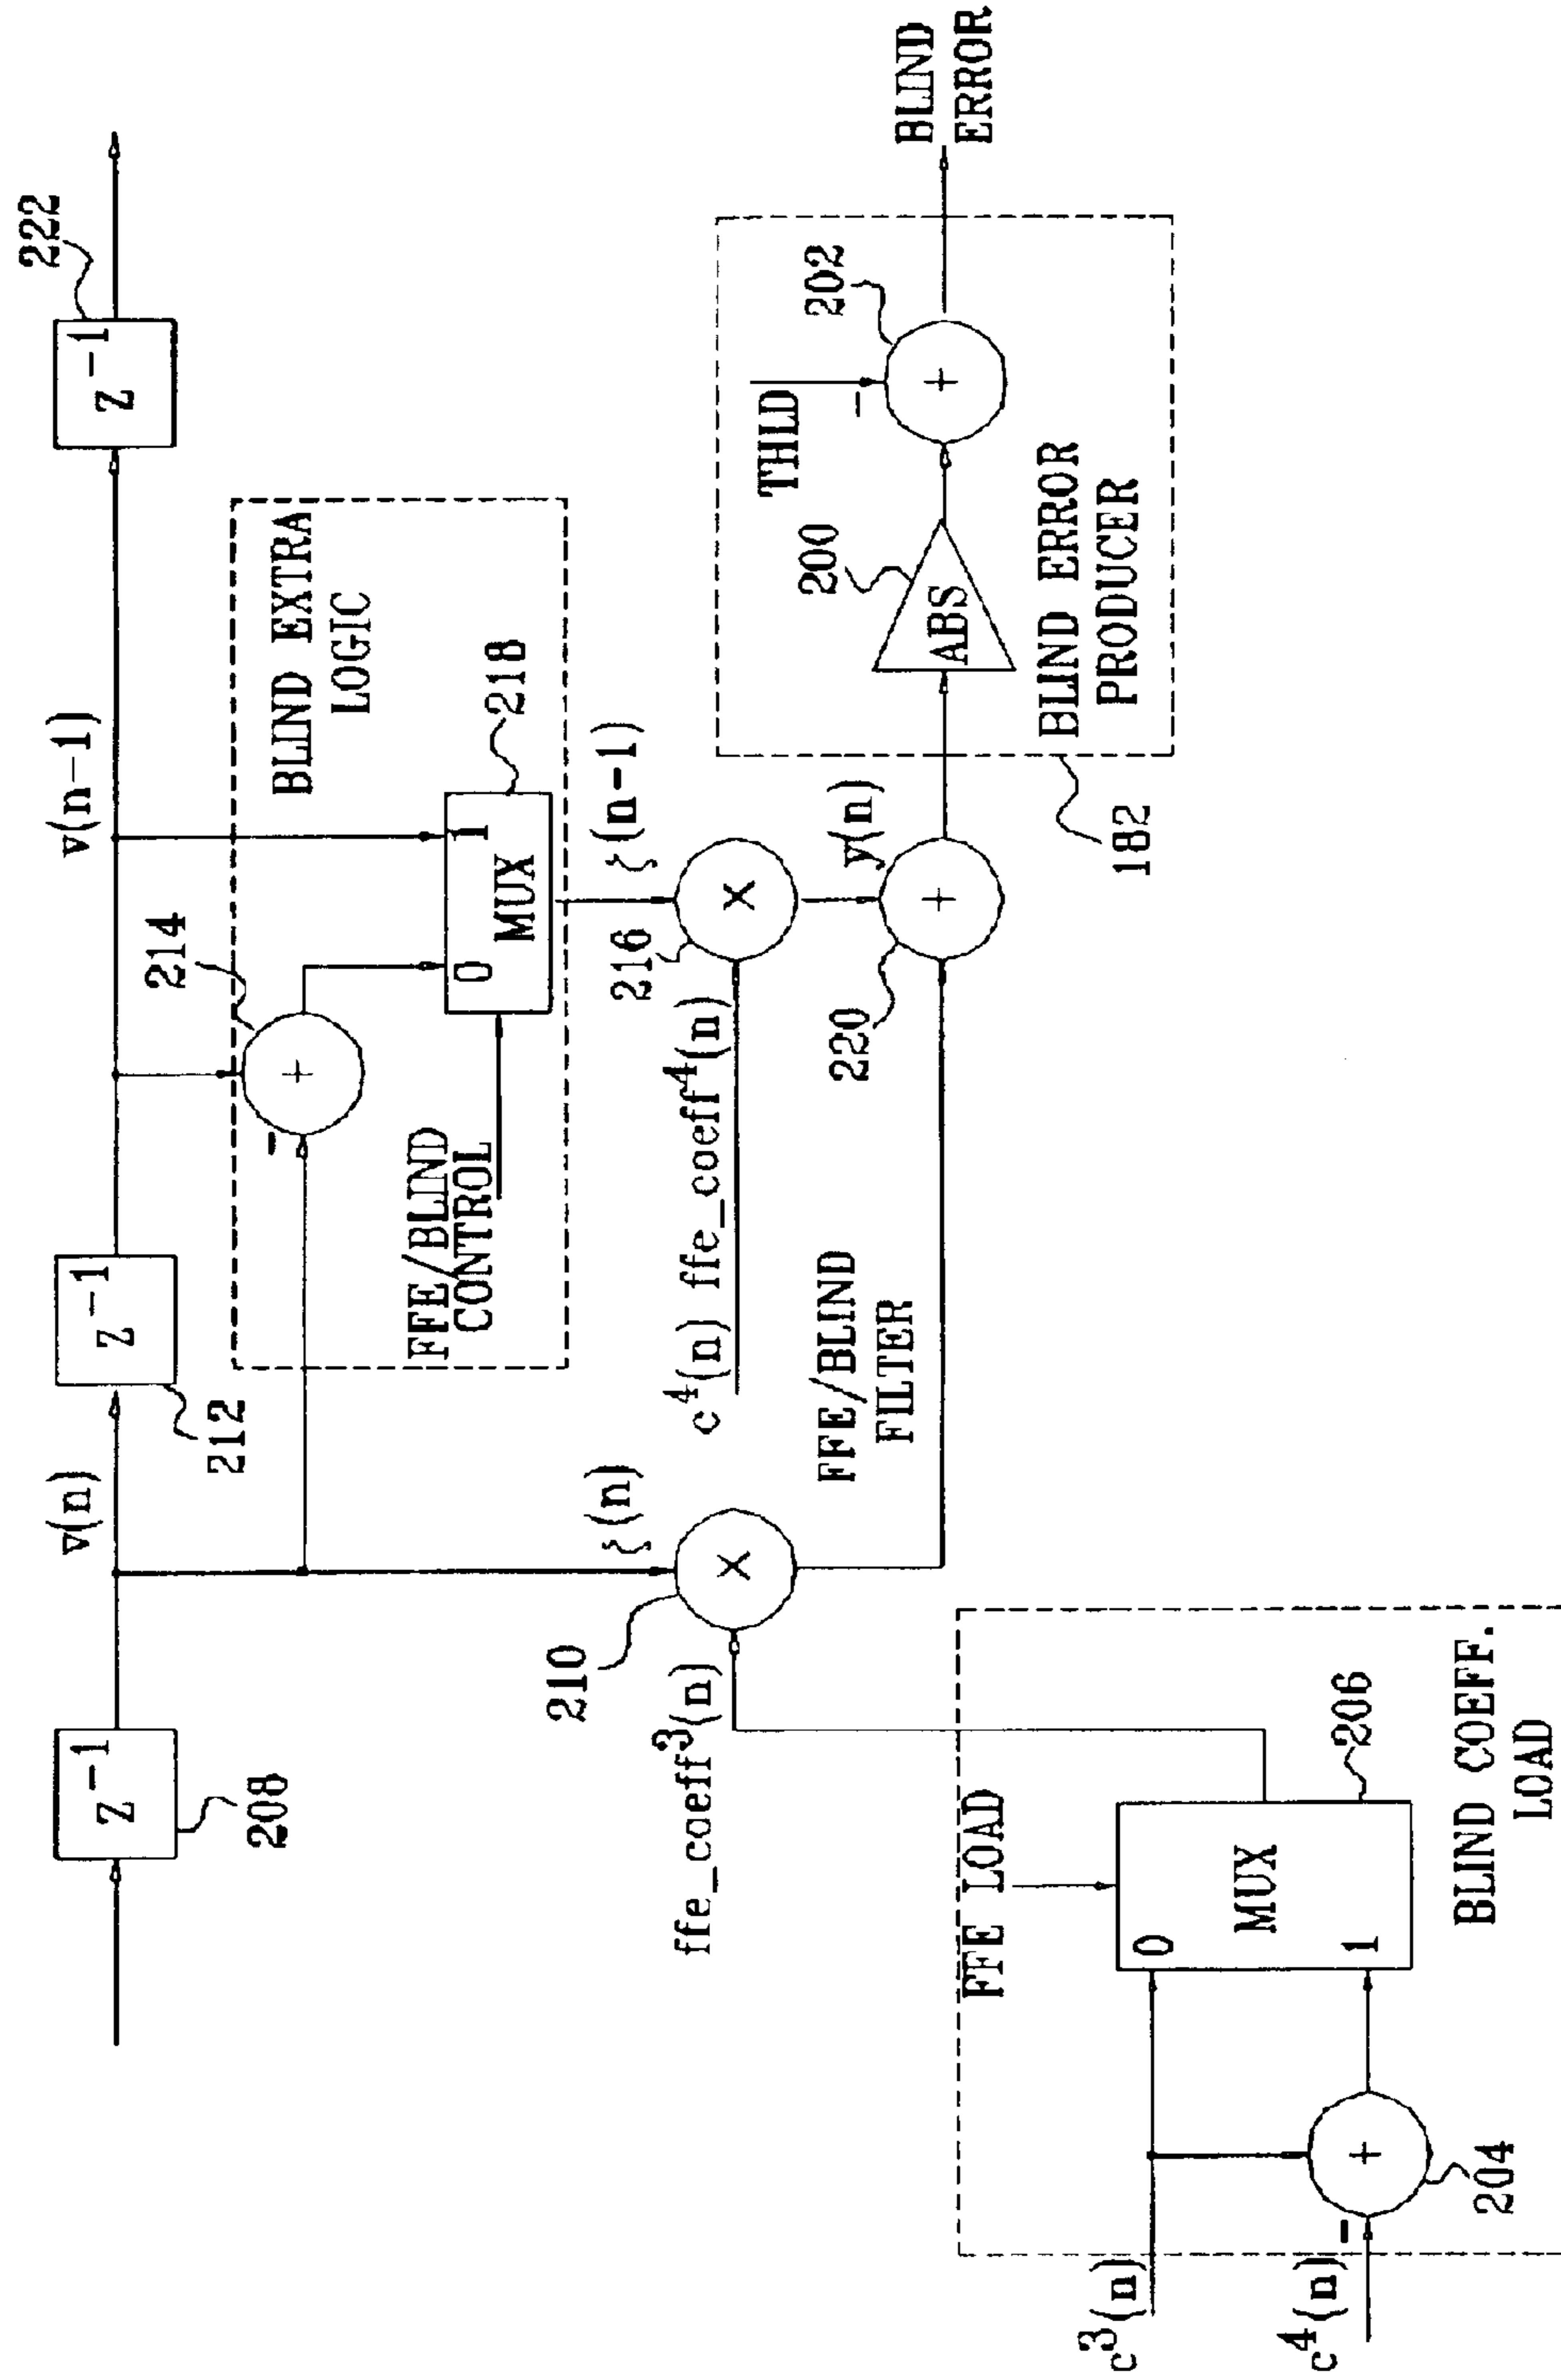 z⁻¹
208
v(n)
z⁻¹
212
v(n-1)
z⁻¹
222
214
BLIND EXTRA
LOGIC
FFE/BLIND
CONTROL
0
1
MUX
218
ζ(n)
ζ(n-1)
210
×
ffe_coeff³(n)
c⁴(n) ffe_coeff⁴(n)
216
×
FFE/BLIND
FILTER
220
+
y(n)
THLD
200
ABS
202
+
-
BLIND ERROR
PRODUCER
182
BLIND
ERROR
+
-
FFE LOAD
0
1
MUX
206
BLIND COEFF.
LOAD
c³(n)
c⁴(n)
-
+
204